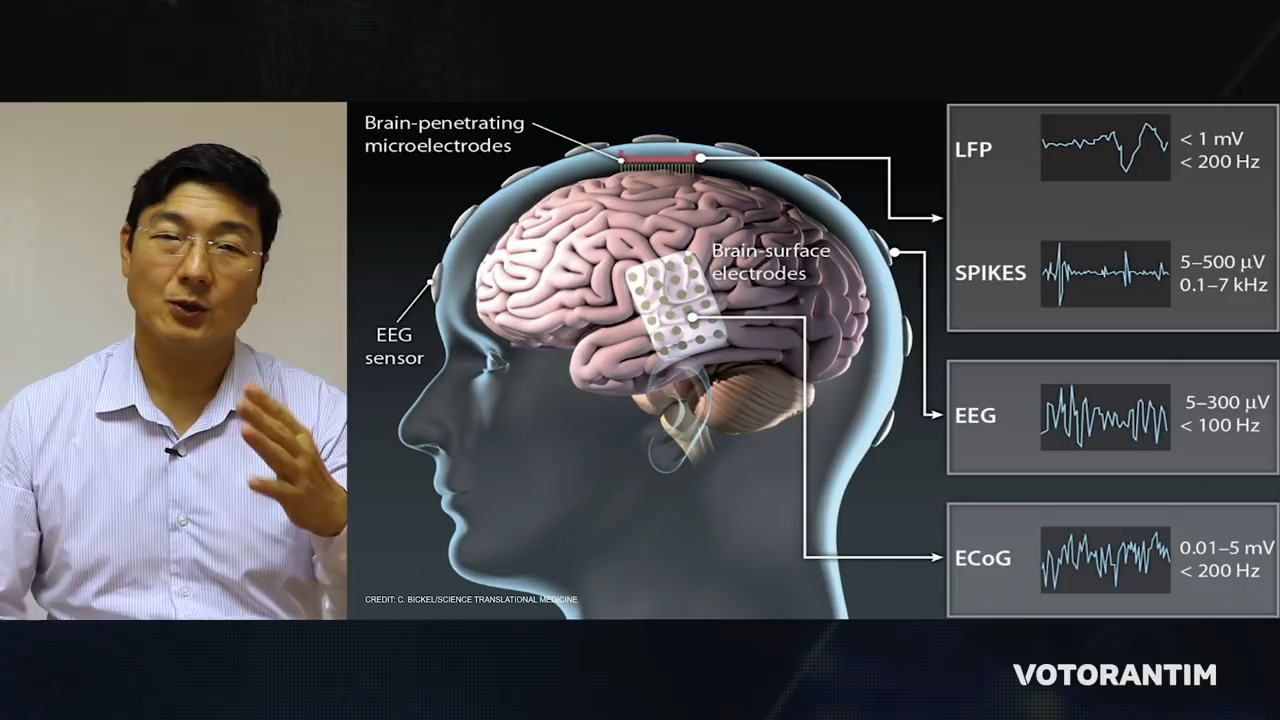 Brain-penetrating
microelectrodes
Brain-surface
electrodes
EEG
sensor
CREDIT: C. BICKEL/SCIENCE TRANSLATIONAL MEDICINE
LFP
< 1 mV
< 200 Hz
SPIKES
5–500 μV
0.1–7 kHz
EEG
5–300 μV
< 100 Hz
ECoG
0.01–5 mV
< 200 Hz
VOTORANTIM